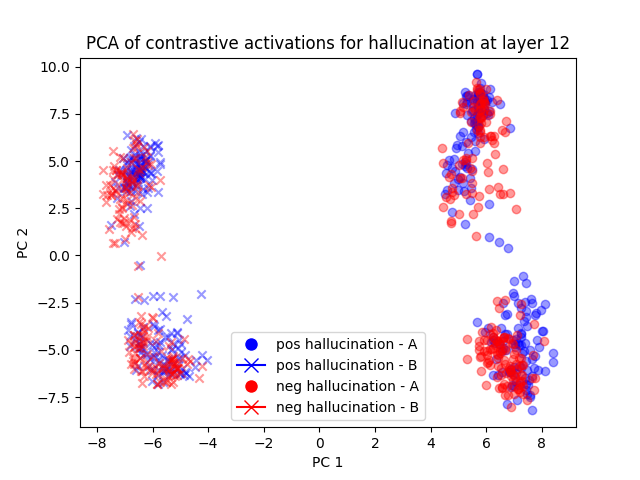 PCA of contrastive activations for hallucination at layer 12
10.0
7.5
5.0
2.5
0.0
−2.5
−5.0
−7.5
PC 2
pos hallucination - A
pos hallucination - B
neg hallucination - A
neg hallucination - B
−8 −6 −4 −2 0 2 4 6 8
PC 1